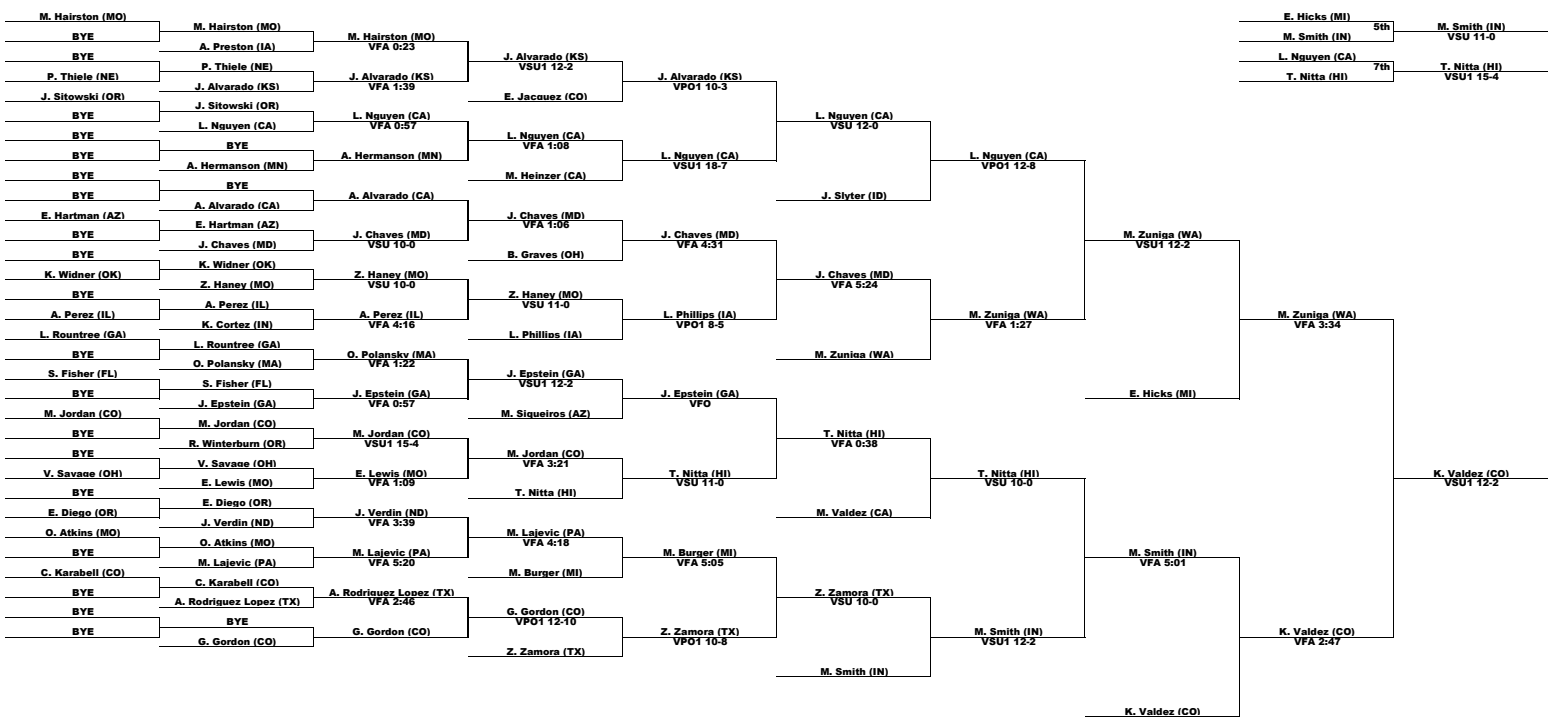 M. Hairston (MO)
BYE
BYE
P. Thiele (NE)
J. Sitowski (OR)
BYE
BYE
BYE
BYE
BYE
E. Hartman (AZ)
BYE
BYE
K. Widner (OK)
BYE
A. Perez (IL)
L. Rountree (GA)
BYE
S. Fisher (FL)
BYE
M. Jordan (CO)
BYE
BYE
V. Savage (OH)
BYE
E. Diego (OR)
O. Atkins (MO)
BYE
C. Karabell (CO)
BYE
BYE
BYE
M. Hairston (MO)
A. Preston (IA)
P. Thiele (NE)
J. Alvarado (KS)
J. Sitowski (OR)
L. Nguyen (CA)
BYE
A. Hermanson (MN)
BYE
A. Alvarado (CA)
E. Hartman (AZ)
J. Chaves (MD)
K. Widner (OK)
Z. Haney (MO)
A. Perez (IL)
K. Cortez (IN)
L. Rountree (GA)
O. Polansky (MA)
S. Fisher (FL)
J. Epstein (GA)
M. Jordan (CO)
R. Winterburn (OR)
V. Savage (OH)
E. Lewis (MO)
E. Diego (OR)
J. Verdin (ND)
O. Atkins (MO)
M. Lajevic (PA)
C. Karabell (CO)
A. Rodriguez Lopez (TX)
BYE
G. Gordon (CO)
M. Hairston (MO)
VFA 0:23
J. Alvarado (KS)
VFA 1:39
L. Nguyen (CA)
VFA 0:57
A. Hermanson (MN)
A. Alvarado (CA)
J. Chaves (MD)
VSU 10-0
Z. Haney (MO)
VSU 10-0
A. Perez (IL)
VFA 4:16
O. Polansky (MA)
VFA 1:22
J. Epstein (GA)
VFA 0:57
M. Jordan (CO)
VSU1 15-4
E. Lewis (MO)
VFA 1:09
J. Verdin (ND)
VFA 3:39
M. Lajevic (PA)
VFA 5:20
A. Rodriguez Lopez (TX)
VFA 2:46
G. Gordon (CO)
J. Alvarado (KS)
VSU1 12-2
E. Jacquez (CO)
L. Nguyen (CA)
VFA 1:08
M. Heinzer (CA)
J. Chaves (MD)
VFA 1:06
B. Graves (OH)
Z. Haney (MO)
VSU 11-0
L. Phillips (IA)
J. Epstein (GA)
VSU1 12-2
M. Siqueiros (AZ)
M. Jordan (CO)
VFA 3:21
T. Nitta (HI)
M. Lajevic (PA)
VFA 4:18
M. Burger (MI)
G. Gordon (CO)
VPO1 12-10
Z. Zamora (TX)
J. Alvarado (KS)
VPO1 10-3
L. Nguyen (CA)
VSU1 18-7
J. Chaves (MD)
VFA 4:31
L. Phillips (IA)
VPO1 8-5
J. Epstein (GA)
VFO
T. Nitta (HI)
VSU 11-0
M. Burger (MI)
VFA 5:05
Z. Zamora (TX)
VPO1 10-8
L. Nguyen (CA)
VSU 12-0
J. Slyter (ID)
J. Chaves (MD)
VFA 5:24
M. Zuniga (WA)
T. Nitta (HI)
VFA 0:38
M. Valdez (CA)
Z. Zamora (TX)
VSU 10-0
M. Smith (IN)
L. Nguyen (CA)
VPO1 12-8
M. Zuniga (WA)
VFA 1:27
T. Nitta (HI)
VSU 10-0
M. Smith (IN)
VSU1 12-2
M. Zuniga (WA)
VSU1 12-2
E. Hicks (MI)
M. Smith (IN)
VFA 5:01
K. Valdez (CO)
M. Zuniga (WA)
VFA 3:34
K. Valdez (CO)
VFA 2:47
K. Valdez (CO)
VSU1 12-2
E. Hicks (MI)
5th
M. Smith (IN)
M. Smith (IN)
VSU 11-0
L. Nguyen (CA)
7th
T. Nitta (HI)
T. Nitta (HI)
VSU1 15-4